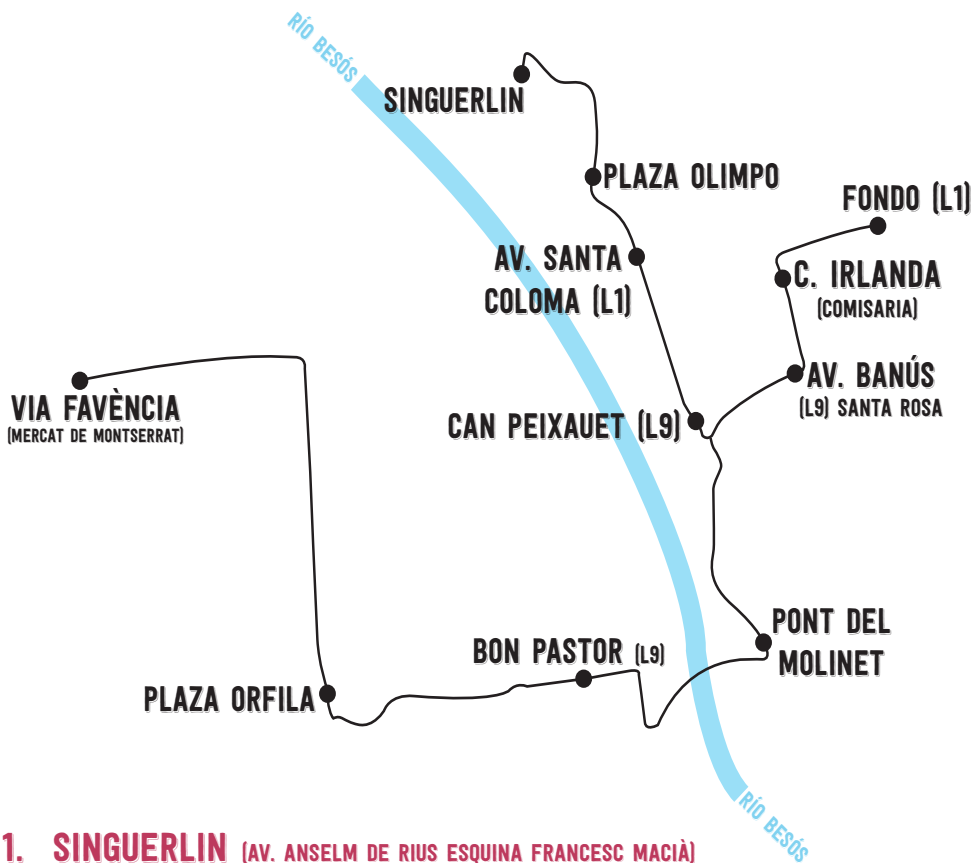 RÍO BESÓS
SINGUERLIN
PLAZA OLIMPO
FONDO (L1)
AV. SANTA
COLOMA (L1)
C. IRLANDA
(COMISARIA)
AV. BANÚS
(L9) SANTA ROSA
VIA FAVÈNCIA
(MERCAT DE MONTSERRAT)
CAN PEIXAUET (L9)
PONT DEL
MOLINET
BON PASTOR (L9)
PLAZA ORFILA
RÍO BESÓS
1. SINGUERLIN (AV. ANSELM DE RIUS ESQUINA FRANCESC MACIÀ)